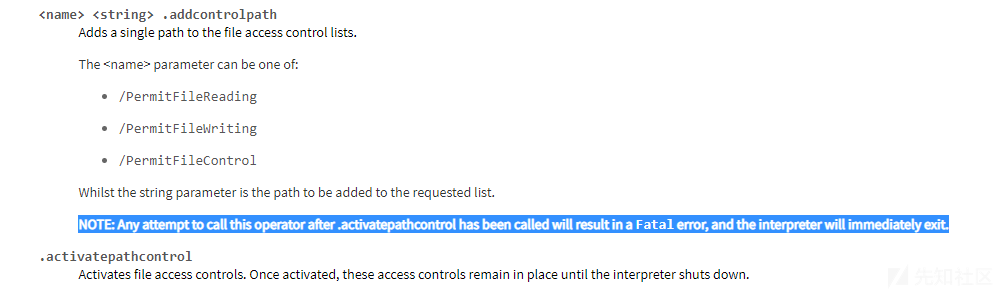 <name> <string> .addcontrolpath
Adds a single path to the file access control lists.
The <name> parameter can be one of:
• /PermitFileReading
• /PermitFileWriting
• /PermitFileControl
Whilst the string parameter is the path to be added to the requested list.
NOTE: Any attempt to call this operator after .activatepathcontrol has been called will result in a Fatal error, and the interpreter will immediately exit.
.activatepathcontrol
Activates file access controls. Once activated, these access controls remain in place until the interpreter shuts down.
先知社区